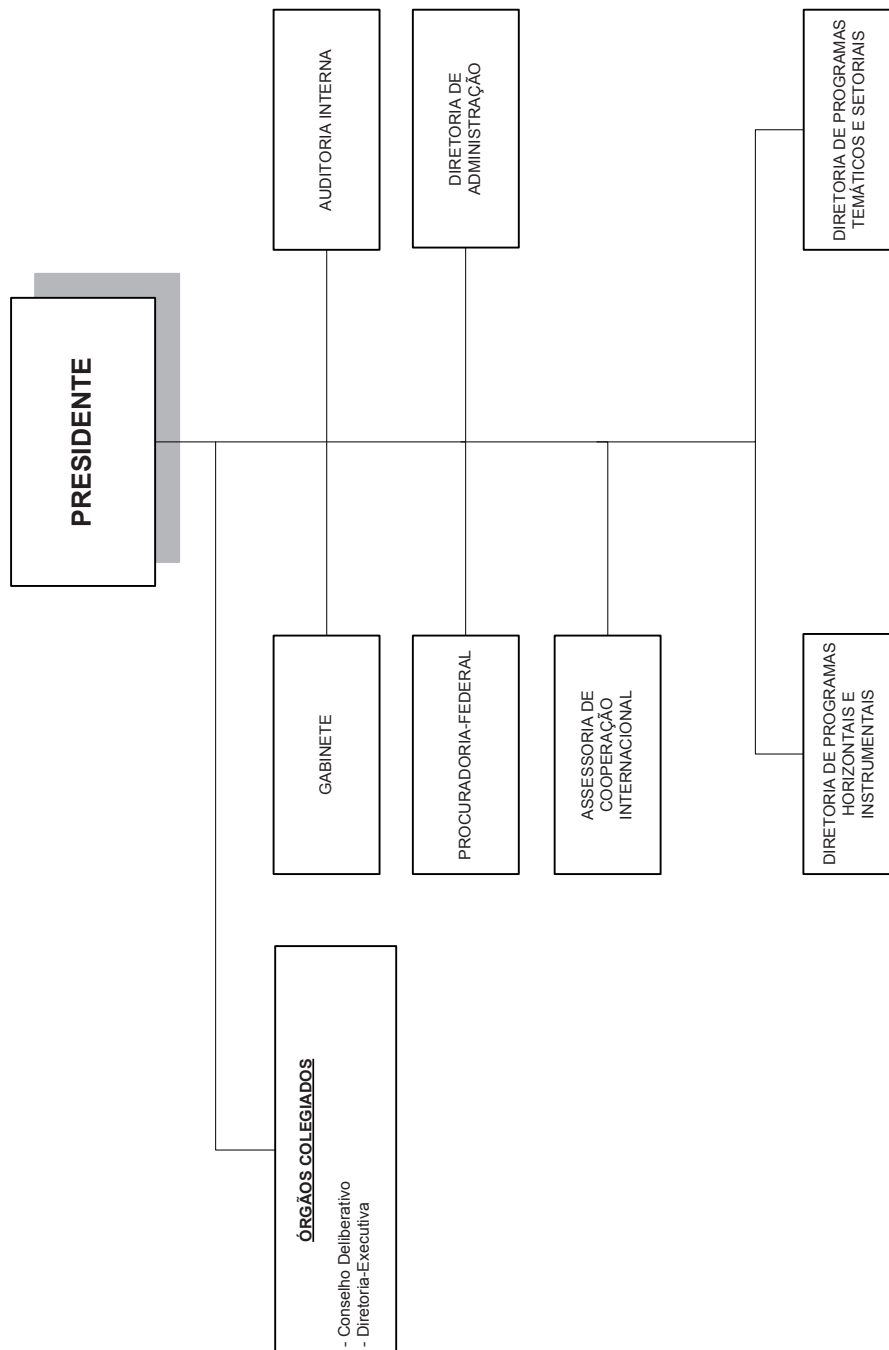 PRESIDENTE
ÓRGÃOS COLEGIADOS
- Conselho Deliberativo
- Diretoria-Executiva
GABINETE
AUDITORIA INTERNA
PROCURADORIA-FEDERAL
DIRETORIA DE
ADMINISTRAÇÃO
ASSESSORIA DE
COOPERAÇÃO
INTERNACIONAL
DIRETORIA DE PROGRAMAS
HORIZONTAIS E
INSTRUMENTAIS
DIRETORIA DE PROGRAMAS
TEMÁTICOS E SETORIAIS